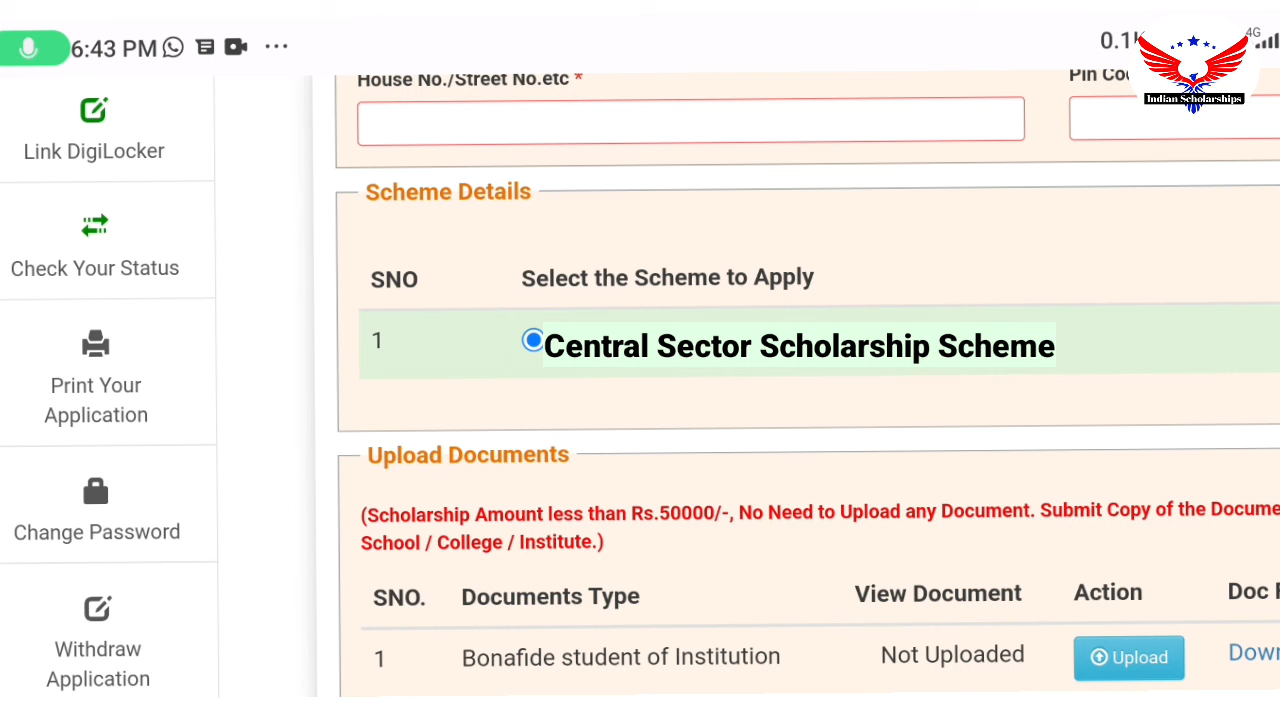 6:43 PM
0.1K
4G
Indian Scholarships
House No./Street No.etc *
Link DigiLocker
Check Your Status
Print Your
Application
Change Password
Withdraw
Application
Scheme Details
SNO Select the Scheme to Apply
1 Central Sector Scholarship Scheme
Upload Documents
(Scholarship Amount less than Rs.50000/-, No Need to Upload any Document. Submit Copy of the
School / College / Institute.)
SNO. Documents Type View Document Action Doc
1 Bonafide student of Institution Not Uploaded Upload